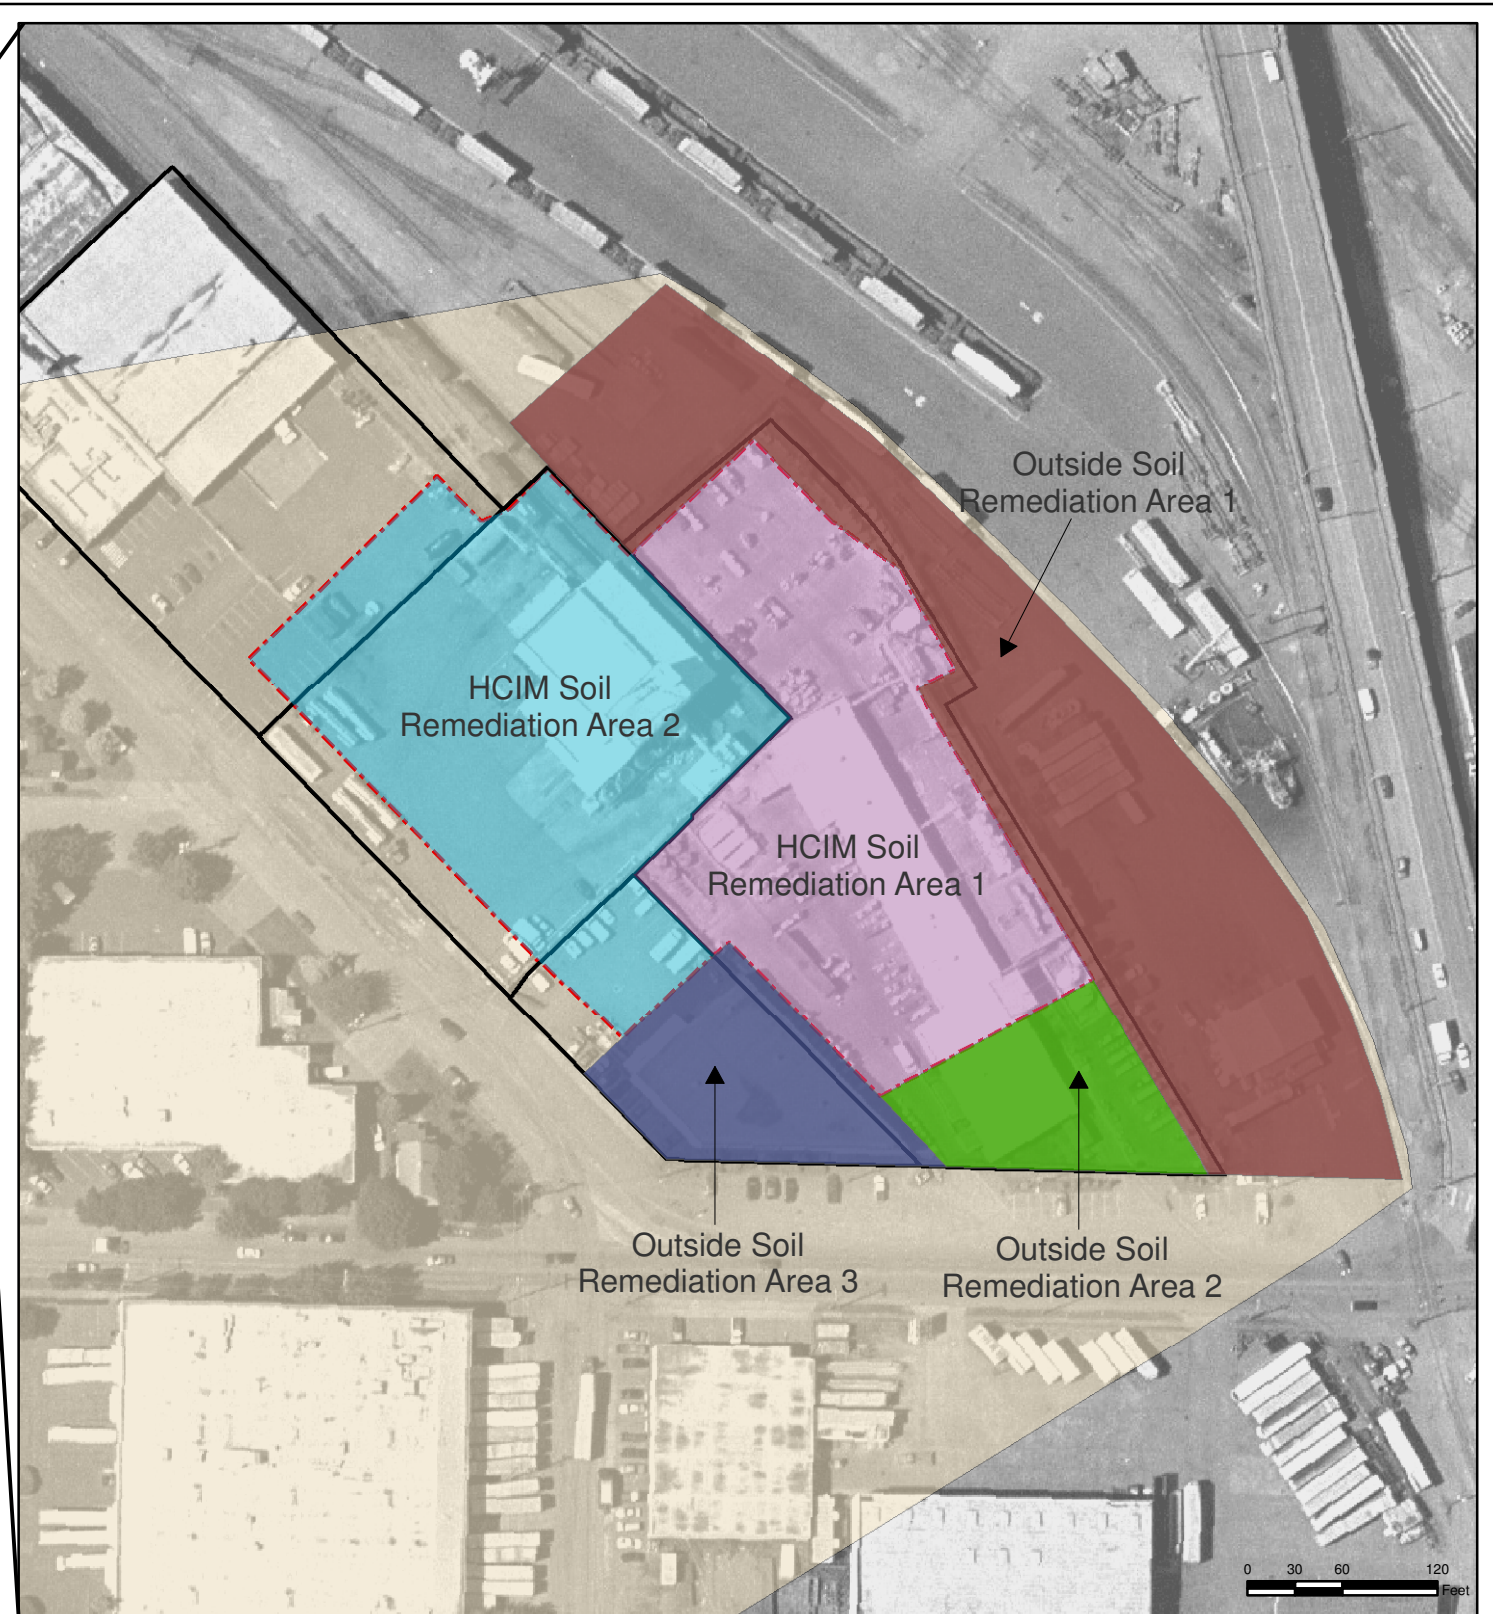 Outside Soil
Remediation Area 1
HCIM Soil
Remediation Area 2
HCIM Soil
Remediation Area 1
Outside Soil
Remediation Area 3
Outside Soil
Remediation Area 2
0 30 60 120
Feet